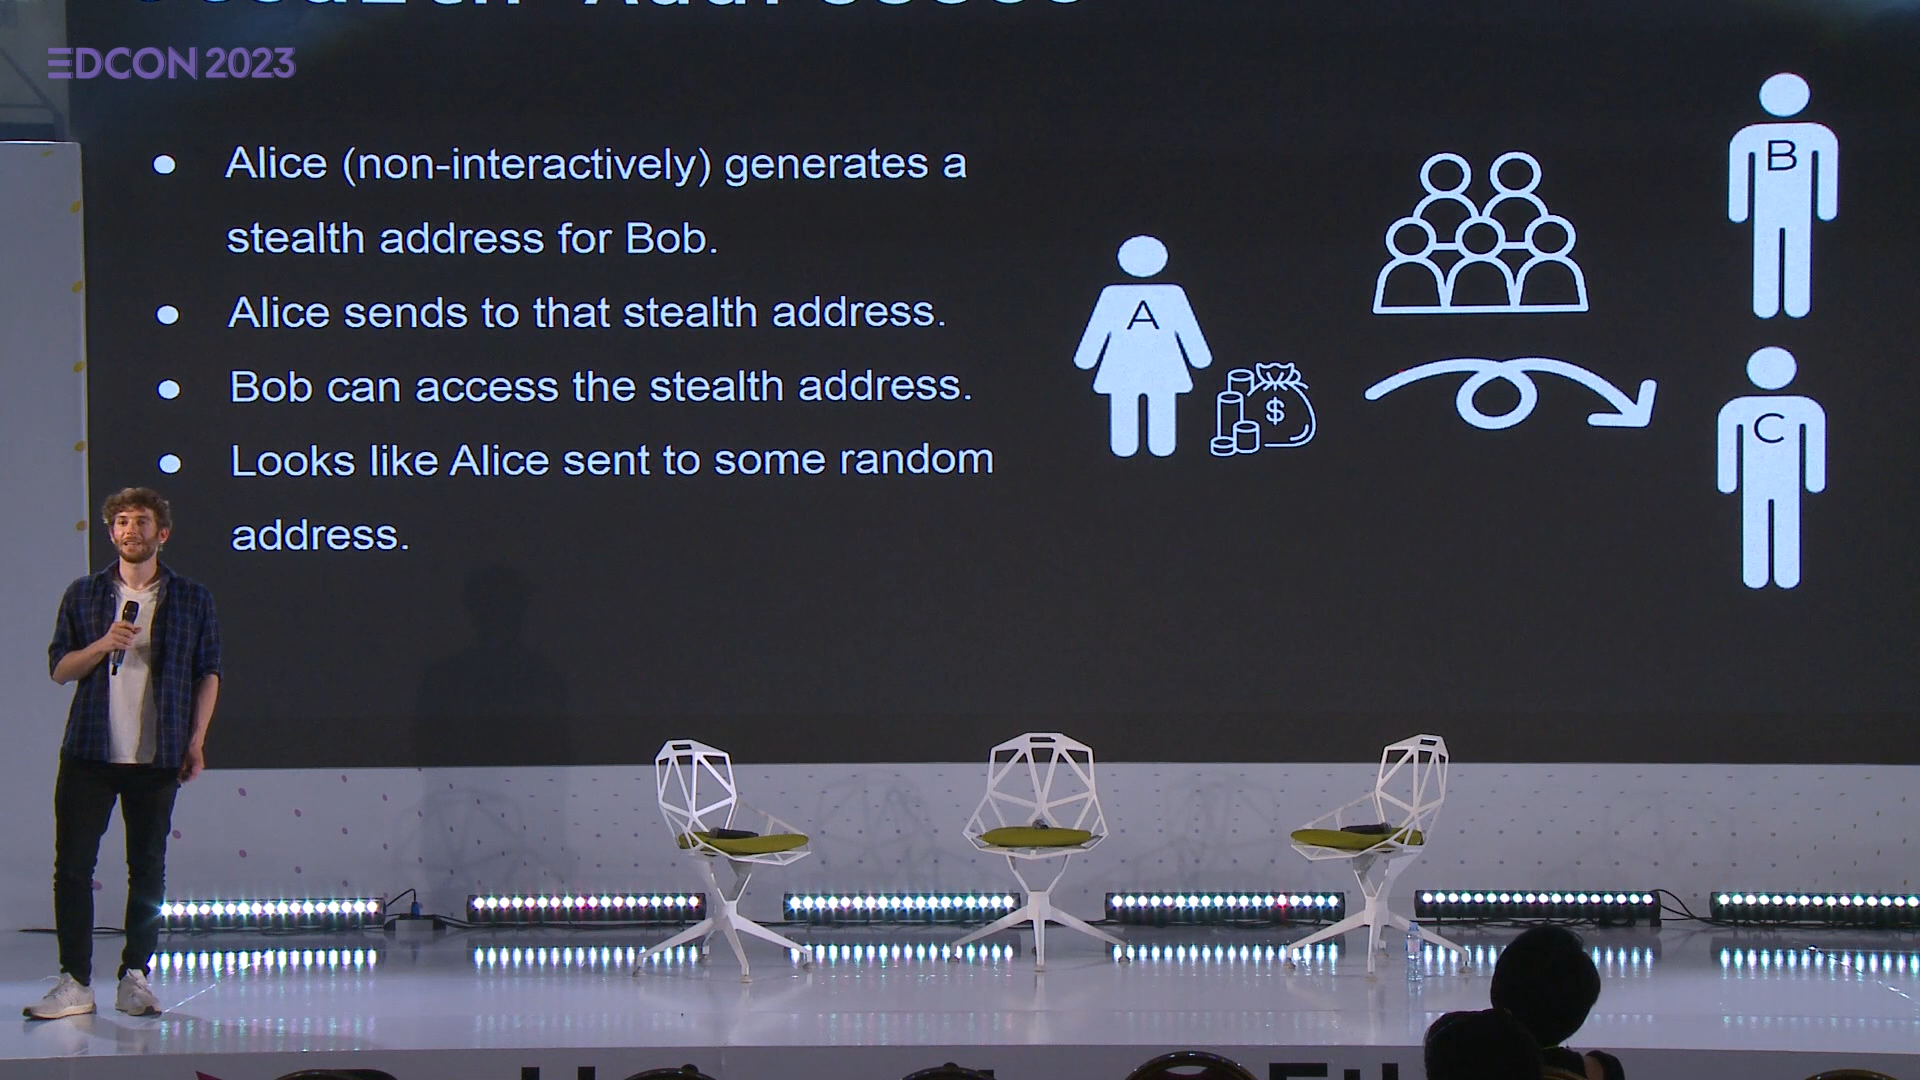 EDCON 2023
Alice (non-interactively) generates a
stealth address for Bob.
Alice sends to that stealth address.
Bob can access the stealth address.
Looks like Alice sent to some random
address.
A
$
B
C